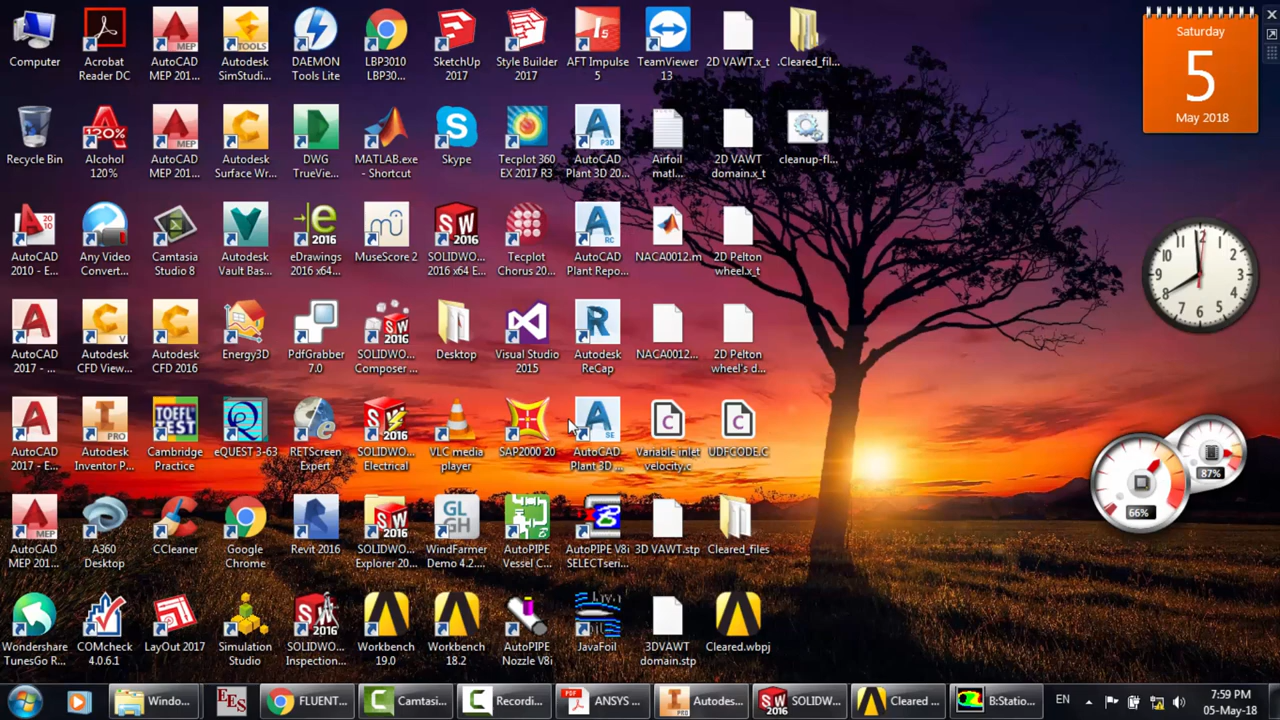 Computer
Acrobat
Reader DC
AutoCAD
MEP 201...
Autodesk
SimStudi...
DAEMON
Tools Lite
LBP3010
LBP30...
SketchUp
2017
Style Builder
2017
AFT Impulse
5
TeamViewer
13
2D VAWT.x_t
.Cleared_fil...
Saturday
5
May 2018
Recycle Bin
Alcohol
120%
AutoCAD
MEP 201...
Autodesk
Surface Wr...
DWG
TrueVie...
MATLAB.exe
- Shortcut
Skype
Tecplot 360
EX 2017 R3
AutoCAD
Plant 3D 20...
Airfoil
matl...
2D VAWT
domain.x_t
cleanup-fl...
AutoCAD
2010 - E...
Any Video
Convert...
Camtasia
Studio 8
Autodesk
Vault Bas...
eDrawings
2016 x64...
MuseScore 2
SOLIDWO...
2016 x64 E...
Tecplot
Chorus 20...
AutoCAD
Plant Repo...
NACA0012.m
2D Pelton
wheel.x_t
AutoCAD
2017 - ...
Autodesk
CFD View...
Autodesk
CFD 2016
Energy3D
PdfGrabber
7.0
SOLIDWO...
Composer ...
Desktop
Visual Studio
2015
Autodesk
ReCap
NACA0012...
2D Pelton
wheel's d...
AutoCAD
2017 - E...
Autodesk
Inventor P...
Cambridge
Practice
eQUEST 3-63
RETScreen
Expert
SOLIDWO...
Electrical
VLC media
player
SAP2000 20
AutoCAD
Plant 3D ...
Variable inlet
velocity.c
UDFCODE.C
87%
66%
AutoCAD
MEP 201...
A360
Desktop
CCleaner
Google
Chrome
Revit 2016
SOLIDWO...
Explorer 20...
WindFarmer
Demo 4.2....
AutoPIPE
Vessel C...
AutoPIPE V8i
SELECTseri...
3D VAWT.stp
Cleared_files
Wondershare
TunesGo R...
COMcheck
4.0.6.1
LayOut 2017
Simulation
Studio
SOLIDWO...
Inspection...
Workbench
19.0
Workbench
18.2
AutoPIPE
Nozzle V8i
JavaFoil
3DVAWT
domain.stp
Cleared.wbpj
Windo...
EES
FLUENT...
Camtasi...
Recordi...
ANSYS ...
Autodes...
SOLIDW...
Cleared ...
B:Statio...
EN
7:59 PM
05-May-18